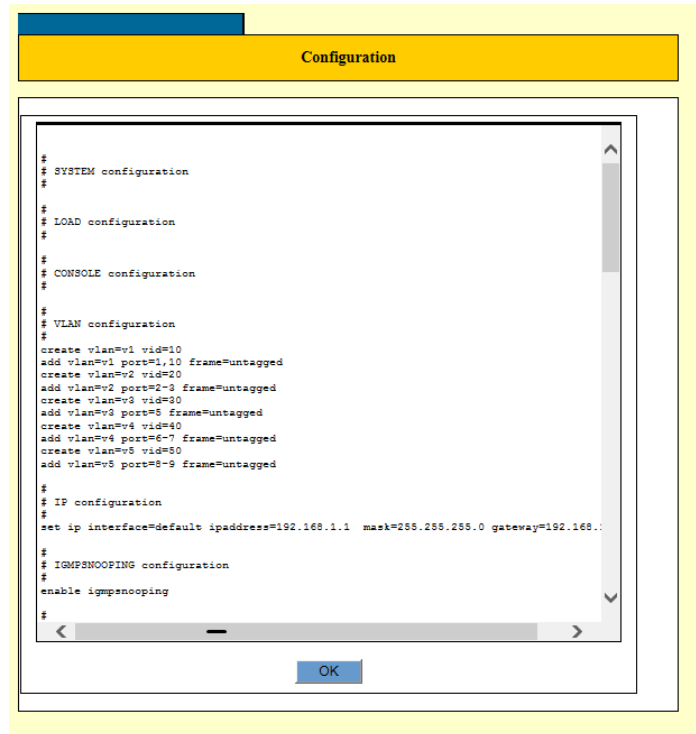 Configuration
#
# SYSTEM configuration
#
#
# LOAD configuration
#
#
# CONSOLE configuration
#
#
# VLAN configuration
#
create vlan=v1 vid=10
add vlan=v1 port=1,10 frame=untagged
create vlan=v2 vid=20
add vlan=v2 port=2-3 frame=untagged
create vlan=v3 vid=30
add vlan=v3 port=5 frame=untagged
create vlan=v4 vid=40
add vlan=v4 port=6-7 frame=untagged
create vlan=v5 vid=50
add vlan=v5 port=8-9 frame=untagged
#
# IP configuration
#
set ip interface=default ipaddress=192.168.1.1  mask=255.255.255.0 gateway=192.168.
#
# IGMPSNOOPING configuration
#
enable igmpsnooping
#
OK